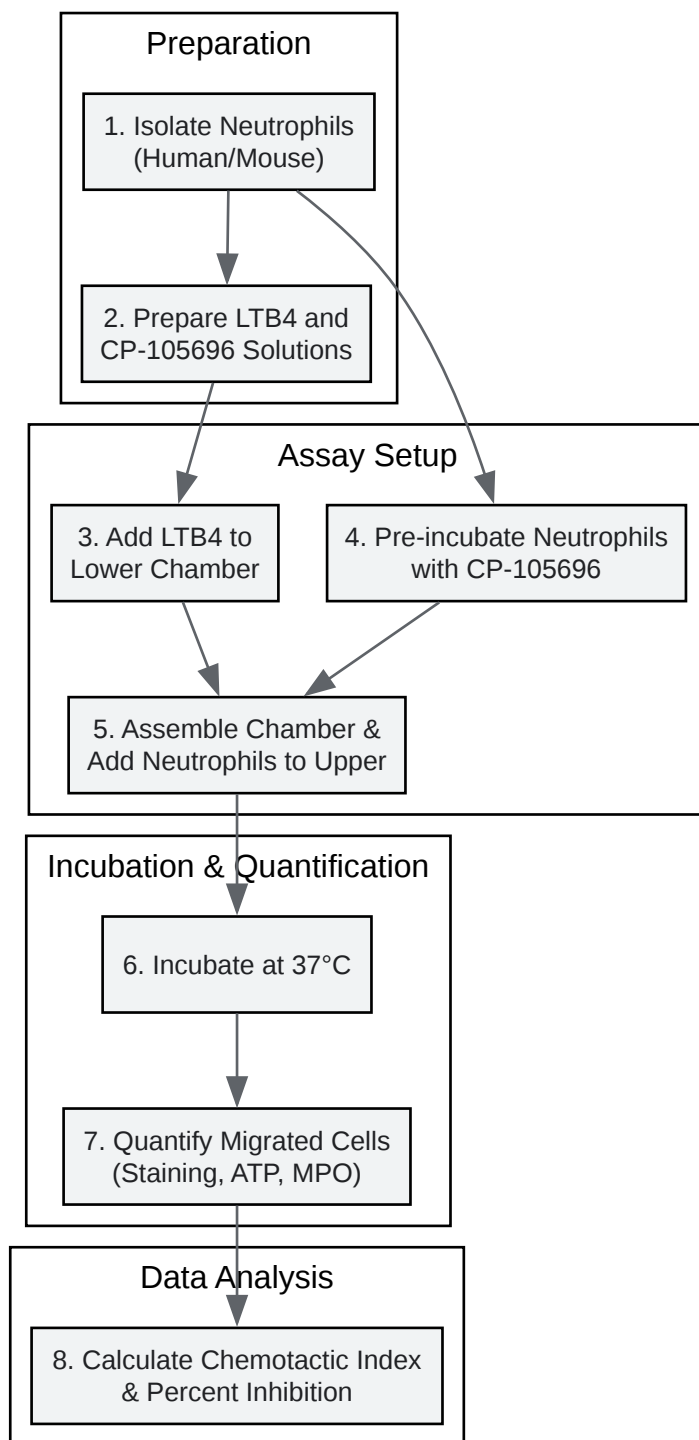 Preparation
1. Isolate Neutrophils
(Human/Mouse)
2. Prepare LTB4 and
CP-105696 Solutions
Assay Setup
3. Add LTB4 to
Lower Chamber
4. Pre-incubate Neutrophils
with CP-105696
5. Assemble Chamber &
Add Neutrophils to Upper
Incubation & Quantification
6. Incubate at 37°C
7. Quantify Migrated Cells
(Staining, ATP, MPO)
Data Analysis
8. Calculate Chemotactic Index
& Percent Inhibition